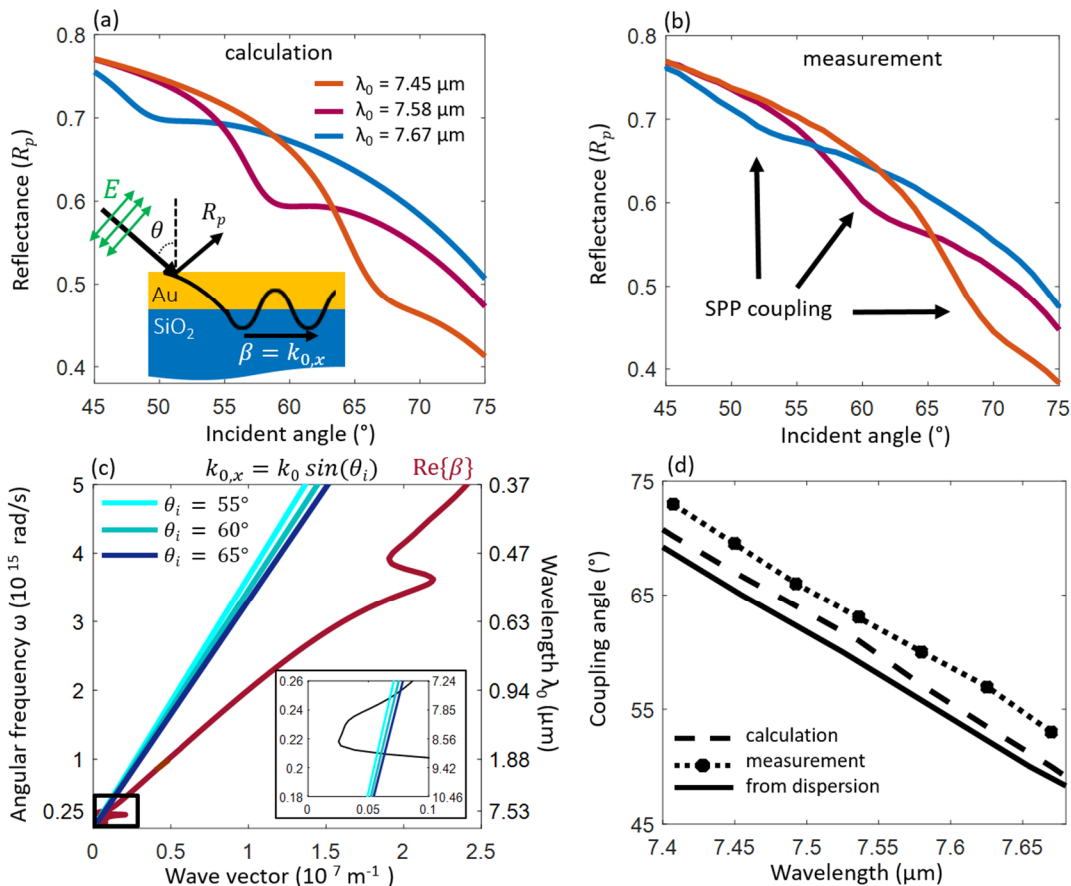 (a)
calculation
λ₀ = 7.45 μm
λ₀ = 7.58 μm
λ₀ = 7.67 μm
0.8
0.7
0.6
0.5
0.4
Reflectance (Rₚ)
E
θ
Rₚ
Au
SiO₂
β = k₀,ₓ
45 50 55 60 65 70 75
Incident angle (°)
(b)
measurement
0.8
0.7
0.6
0.5
0.4
Reflectance (Rₚ)
SPP coupling
45 50 55 60 65 70 75
Incident angle (°)
(c)
k₀,ₓ = k₀ sin(θᵢ)
Re{β}
θᵢ = 55°
θᵢ = 60°
θᵢ = 65°
5
4
3
2
1
0.25
Angular frequency ω (10 ¹⁵ rad/s)
0.37
0.47
0.63
0.94
1.88
7.53
Wavelength λ₀ (μm)
0.26
0.24
0.22
0.2
0.18
7.24
7.85
8.56
9.42
10.46
0 0.05 0.1
0 0.5 1 1.5 2 2.5
Wave vector (10 ⁷ m⁻¹)
(d)
75
65
55
45
Coupling angle (°)
calculation
measurement
from dispersion
7.4 7.45 7.5 7.55 7.6 7.65
Wavelength (μm)